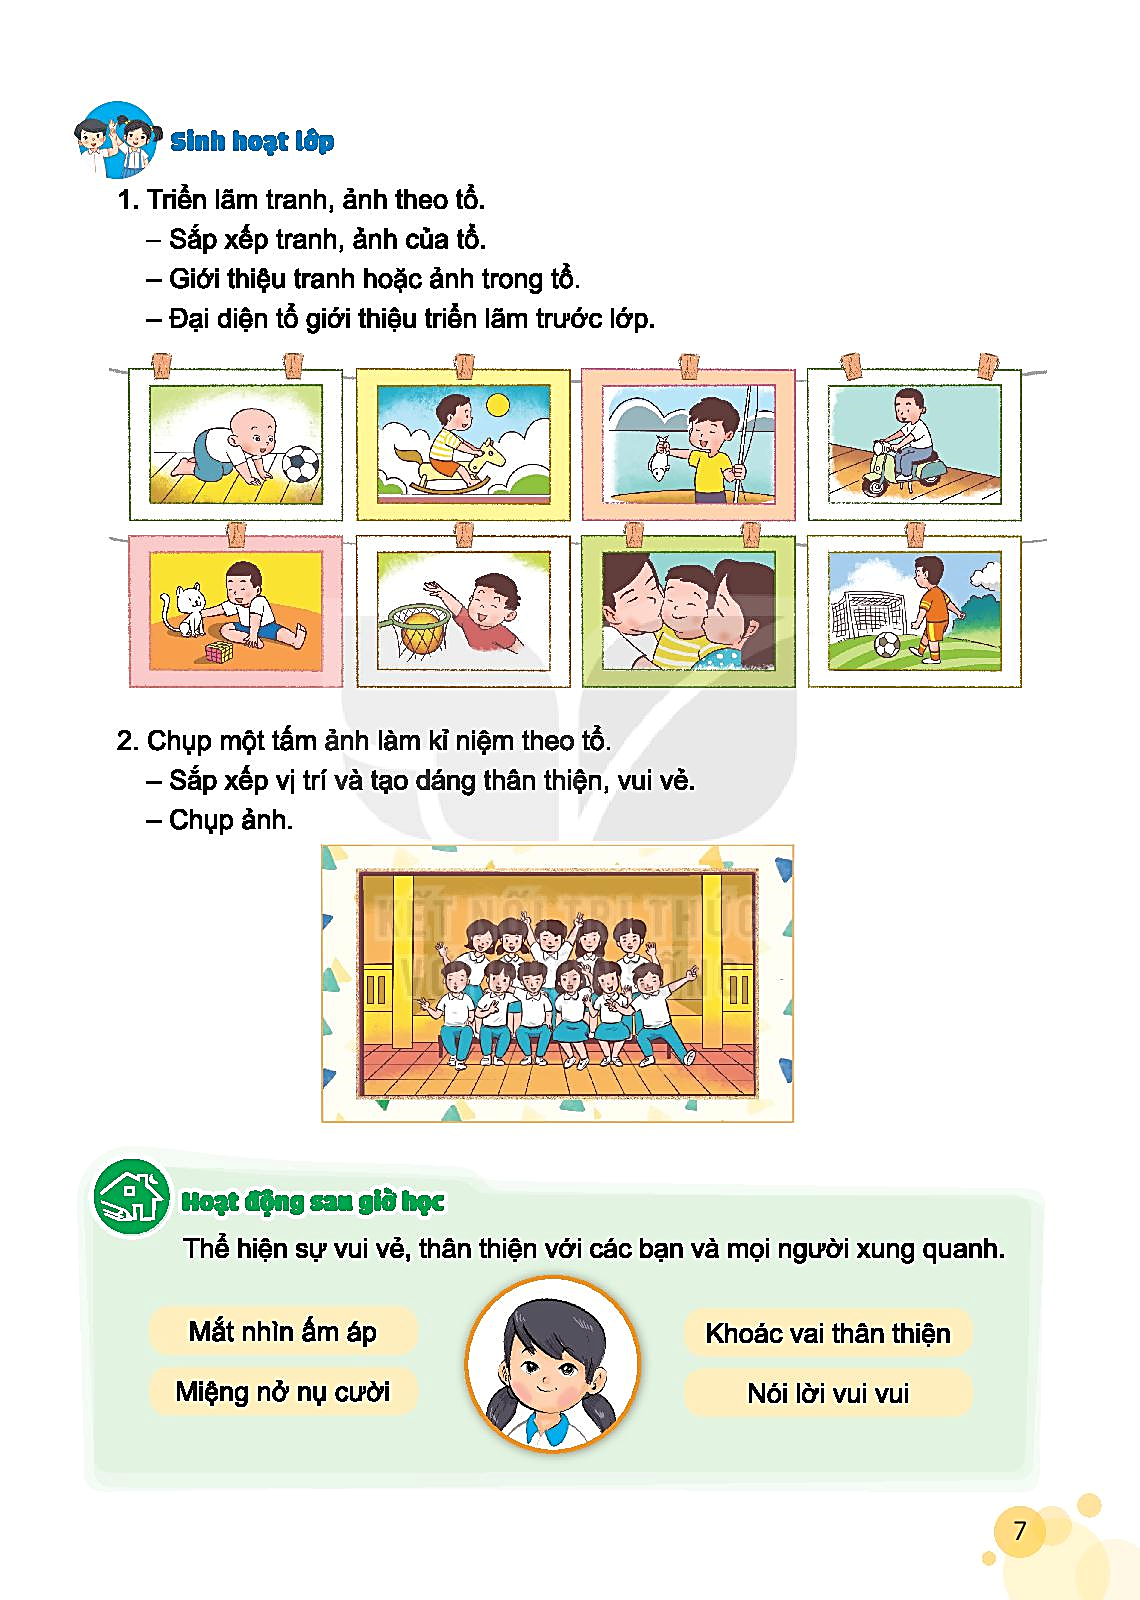 Sinh hoạt lớp
1. Triển lãm tranh, ảnh theo tổ.
– Sắp xếp tranh, ảnh của tổ.
– Giới thiệu tranh hoặc ảnh trong tổ.
– Đại diện tổ giới thiệu triển lãm trước lớp.
2. Chụp một tấm ảnh làm kỉ niệm theo tổ.
– Sắp xếp vị trí và tạo dáng thân thiện, vui vẻ.
– Chụp ảnh.
KẾT NỐI TRI THỨC
Hoạt động sau giờ học
Thể hiện sự vui vẻ, thân thiện với các bạn và mọi người xung quanh.
Mắt nhìn ấm áp
Khoác vai thân thiện
Miệng nở nụ cười
Nói lời vui vui
7